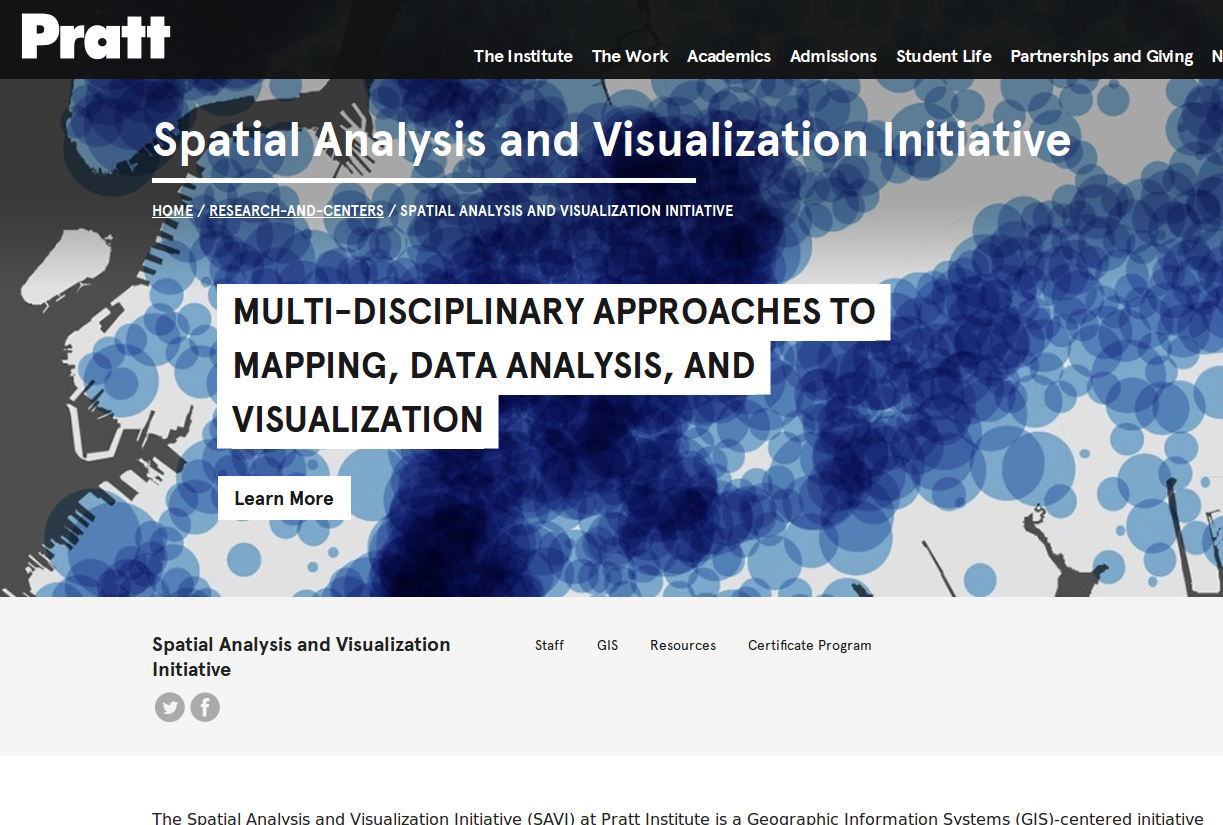 Pratt
The Institute The Work Academics Admissions Student Life Partnerships and Giving N
Spatial Analysis and Visualization Initiative
HOME / RESEARCH-AND-CENTERS / SPATIAL ANALYSIS AND VISUALIZATION INITIATIVE
MULTI-DISCIPLINARY APPROACHES TO
MAPPING, DATA ANALYSIS, AND
VISUALIZATION
Learn More
Spatial Analysis and Visualization
Initiative
Staff GIS Resources Certificate Program
The Spatial Analysis and Visualization Initiative (SAVI) at Pratt Institute is a Geographic Information Systems (GIS)-centered initiative